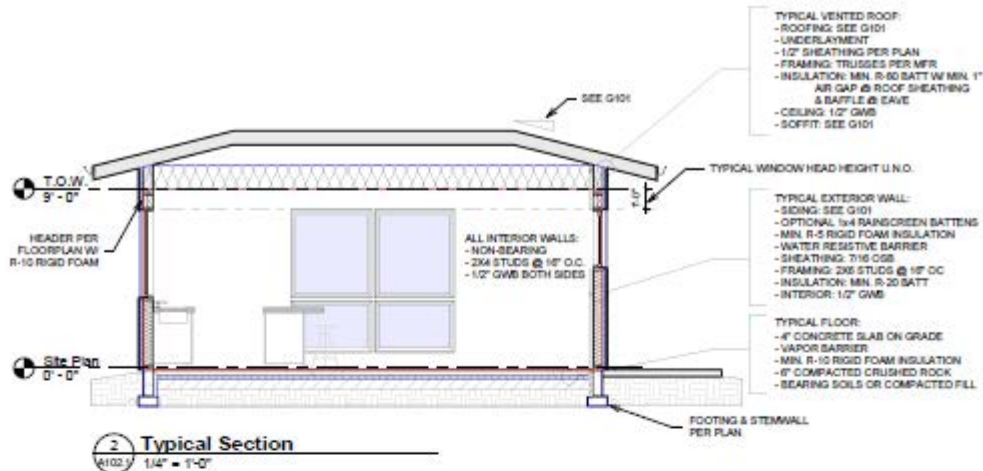 TYPICAL VENTED ROOF:
- ROOFING: SEE G101
- UNDERLAYMENT
- 1/2" SHEATHING PER PLAN
- FRAMING: TRUSSES PER MFR
- INSULATION: MIN. R-60 BATT W/ MIN. 1"
AIR GAP @ ROOF SHEATHING
& BAFFLE @ EAVE
- CEILING: 1/2" GWB
- SOFFIT: SEE G101
SEE G101
TYPICAL WINDOW HEAD HEIGHT U.N.O.
T.O.W.
9' - 0"
1'-0"
HEADER PER
FLOORPLAN W/
R-10 RIGID FOAM
ALL INTERIOR WALLS:
- NON-BEARING
- 2X4 STUDS @ 16" O.C.
- 1/2" GWB BOTH SIDES
TYPICAL EXTERIOR WALL:
- SIDING: SEE G101
- OPTIONAL 1x4 RAINSCREEN BATTENS
- MIN. R-5 RIGID FOAM INSULATION
- WATER RESISTIVE BARRIER
- SHEATHING: 7/16 OSB
- FRAMING: 2X6 STUDS @ 16" OC
- INSULATION: MIN. R-20 BATT
- INTERIOR: 1/2" GWB
TYPICAL FLOOR:
- 4" CONCRETE SLAB ON GRADE
- VAPOR BARRIER
- MIN. R-10 RIGID FOAM INSULATION
- 6" COMPACTED CRUSHED ROCK
- BEARING SOILS OR COMPACTED FILL
Site Plan
0' - 0"
FOOTING & STEMWALL
PER PLAN
2
A102.1
Typical Section
1/4" = 1'-0"